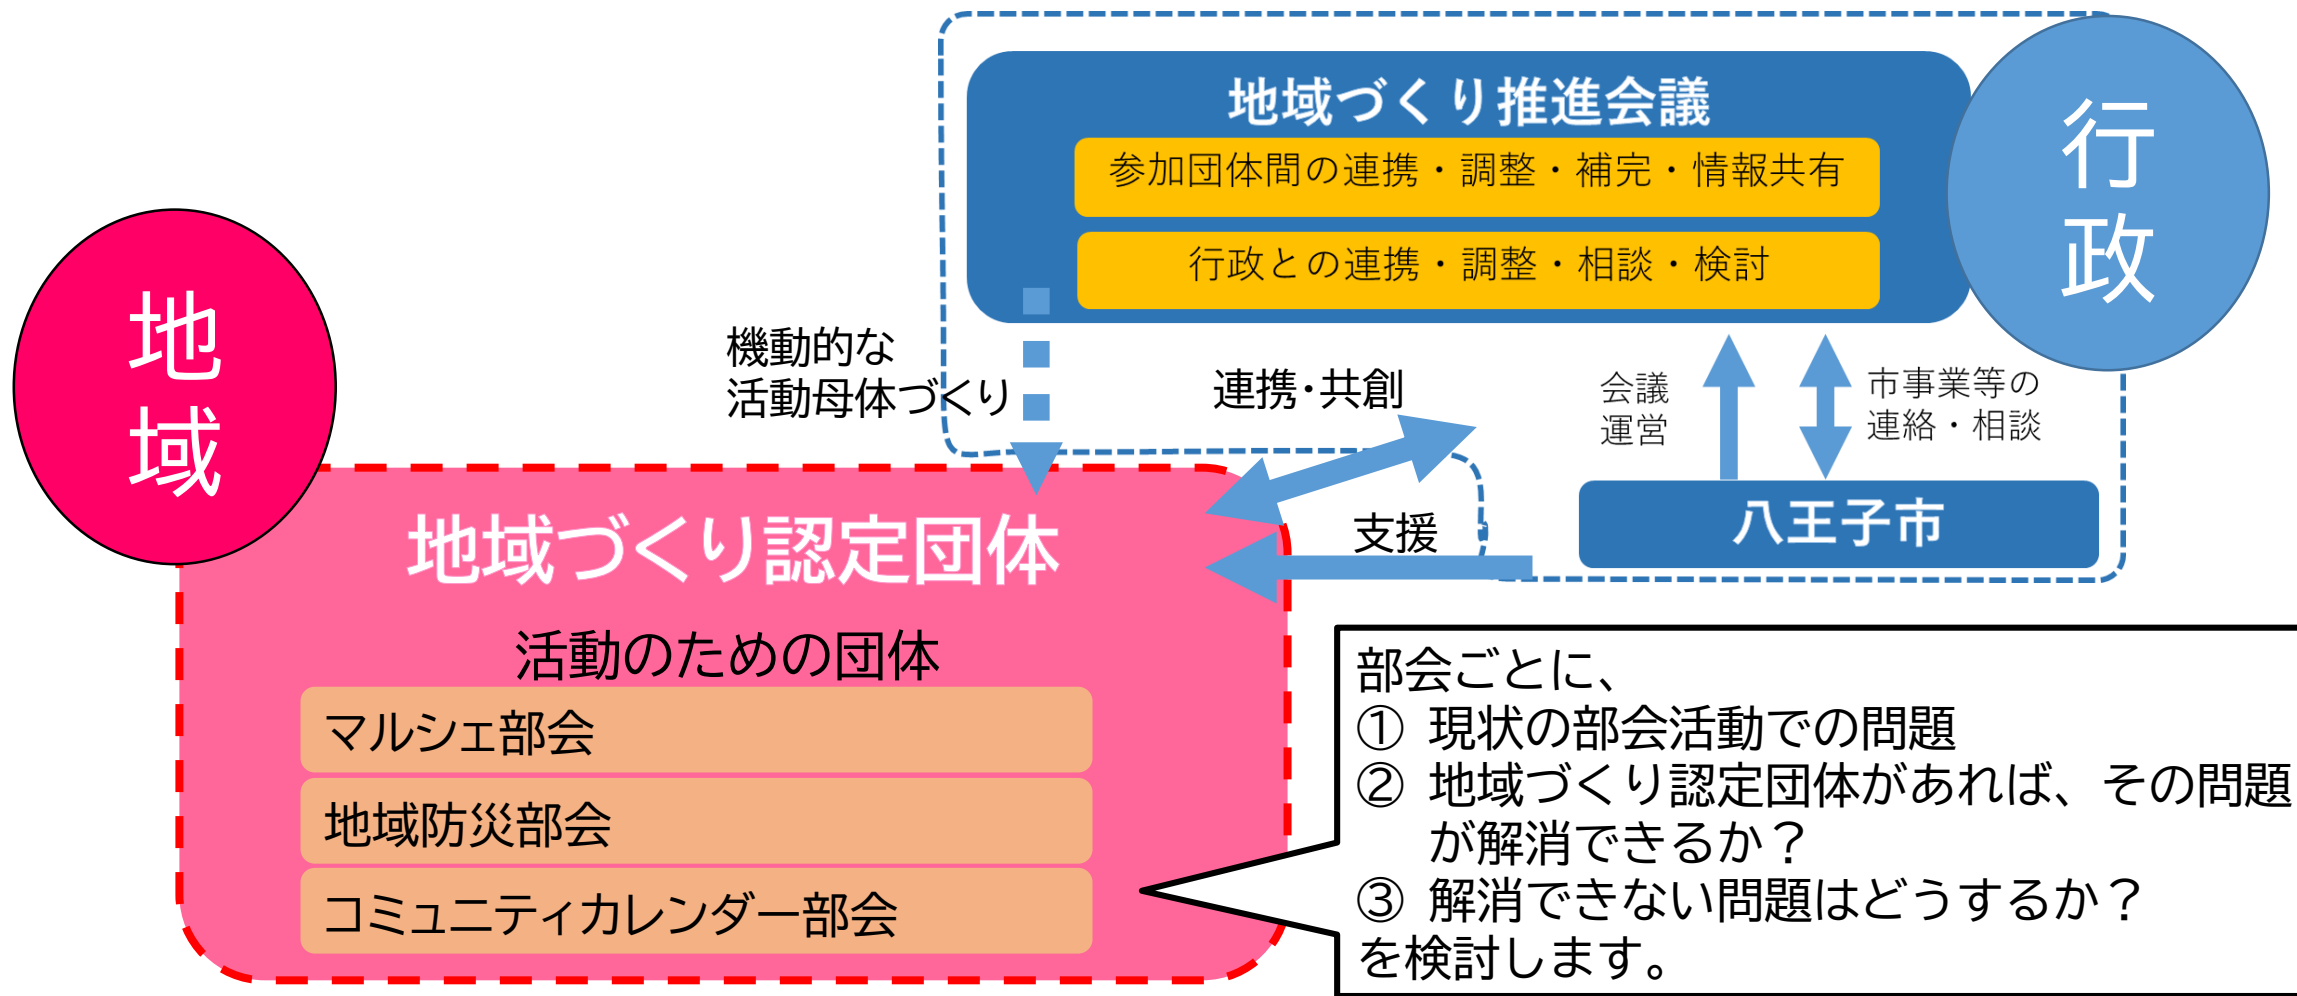 地域づくり推進会議
参加団体間の連携・調整・補完・情報共有
行政との連携・調整・相談・検討
行
政
地
域
機動的な
活動母体づくり
連携・共創
会議
運営
市事業等の
連絡・相談
支援
八王子市
地域づくり認定団体
活動のための団体
マルシェ部会
地域防災部会
コミュニティカレンダー部会
部会ごとに、
① 現状の部会活動での問題
② 地域づくり認定団体があれば、その問題
が解消できるか？
③ 解消できない問題はどうするか？
を検討します。